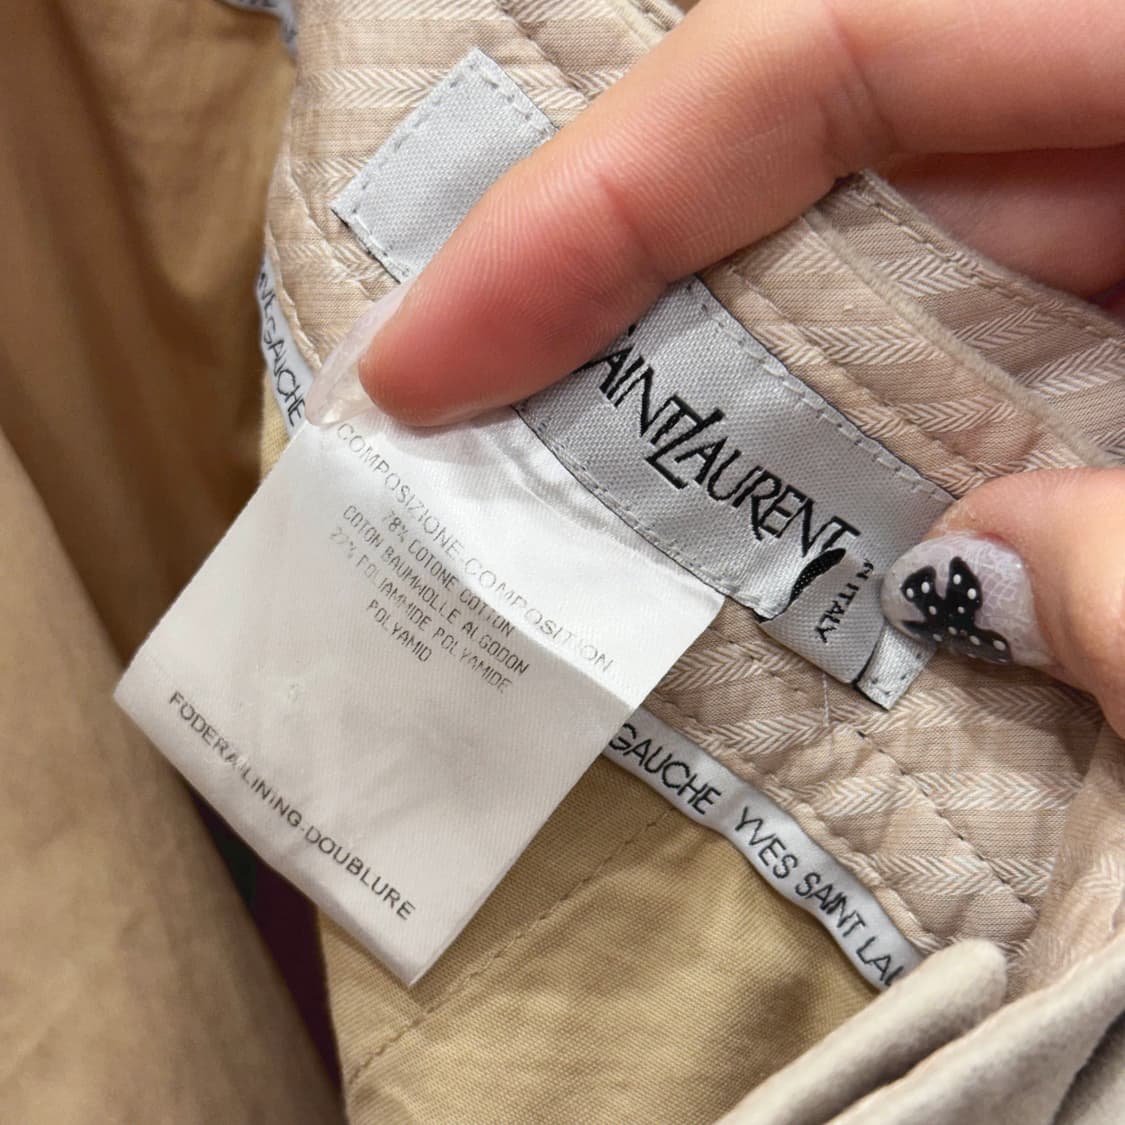 SAINT LAURENT
N ITALY
GAUCHE
COMPOSIZIONE-COMPOSITION
78% COTONE COTTON
COTON BAUMWOLLE ALGODON
22% POLIAMMIDE POLYAMIDE
POLYAMID
FODERA-LINING-DOUBLURE
GAUCHE YVES SAINT LAU